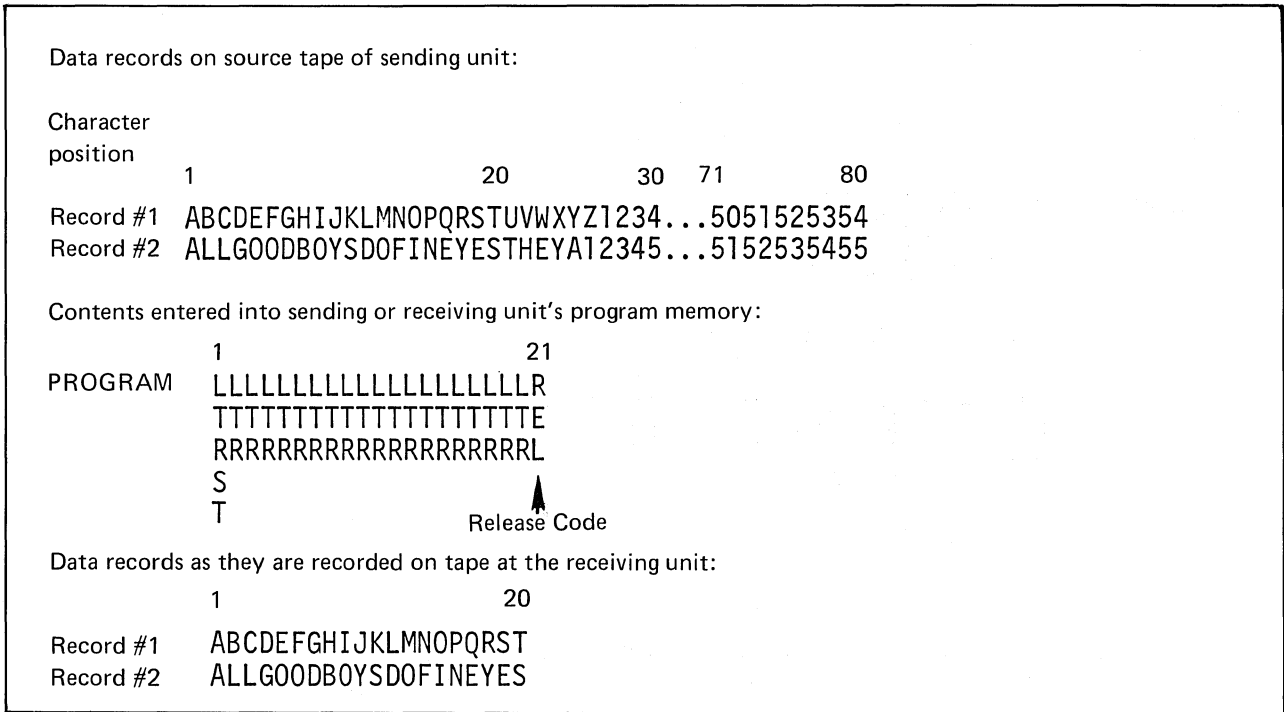 Data records on source tape of sending unit:
Character
position
1 20 30 71 80
Record #1 ABCDEFGHIJKLMNOPQRSTUVWXYZ1234...5051525354
Record #2 ALLGOODBOYSDOFINEYESTHEYA12345...5152535455
Contents entered into sending or receiving unit's program memory:
1 21
PROGRAM LLLLLLLLLLLLLLLLLLLLR
TTTTTTTTTTTTTTTTTTTTE
RRRRRRRRRRRRRRRRRRRRL
S
T
Release Code
Data records as they are recorded on tape at the receiving unit:
1 20
Record #1 ABCDEFGHIJKLMNOPQRST
Record #2 ALLGOODBOYSDOFINEYES